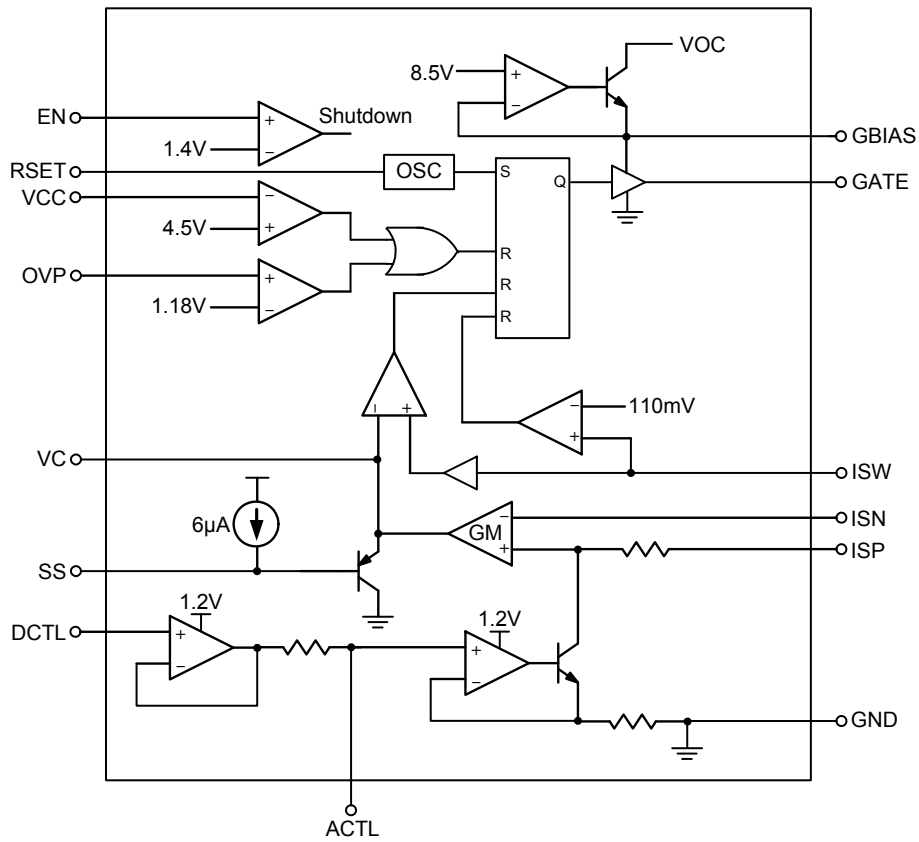 VOC
8.5V
+
−
EN
+
Shutdown
GBIAS
1.4V
−
RSET
OSC
S
Q
GATE
VCC
−
4.5V
+
R
OVP
+
R
1.18V
−
R
−
110mV
− +
+
VC
ISW
6µA
−
ISN
GM
+
ISP
SS
1.2V
1.2V
DCTL
+
+
−
−
GND
ACTL